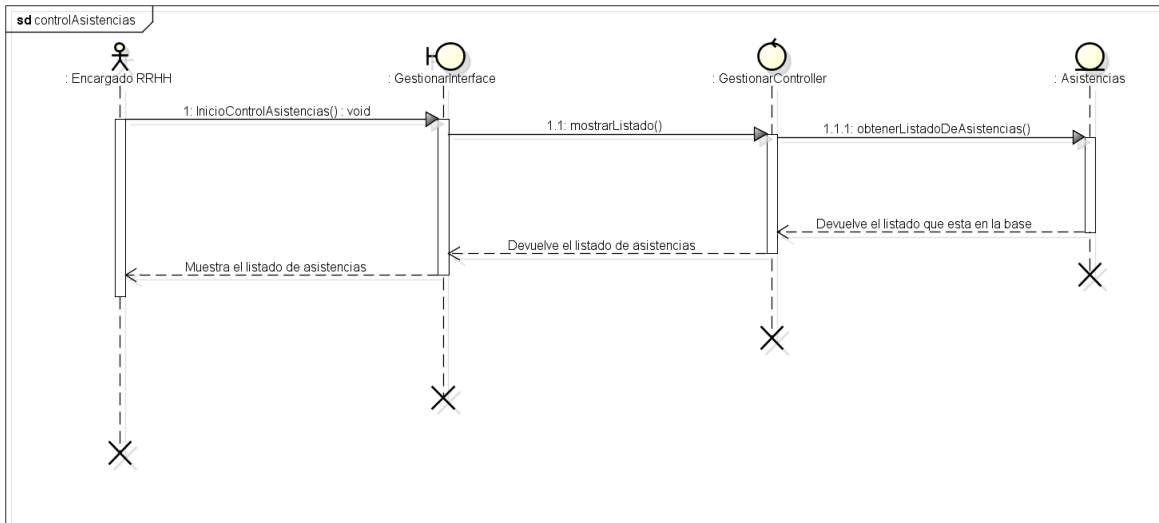 sd controlAsistencias
: Encargado RRHH
: GestionarInterface
: GestionarController
: Asistencias
1: InicioControlAsistencias() : void
1.1: mostrarListado()
1.1.1: obtenerListadoDeAsistencias()
Devuelve el listado que esta en la base
Devuelve el listado de asistencias
Muestra el listado de asistencias